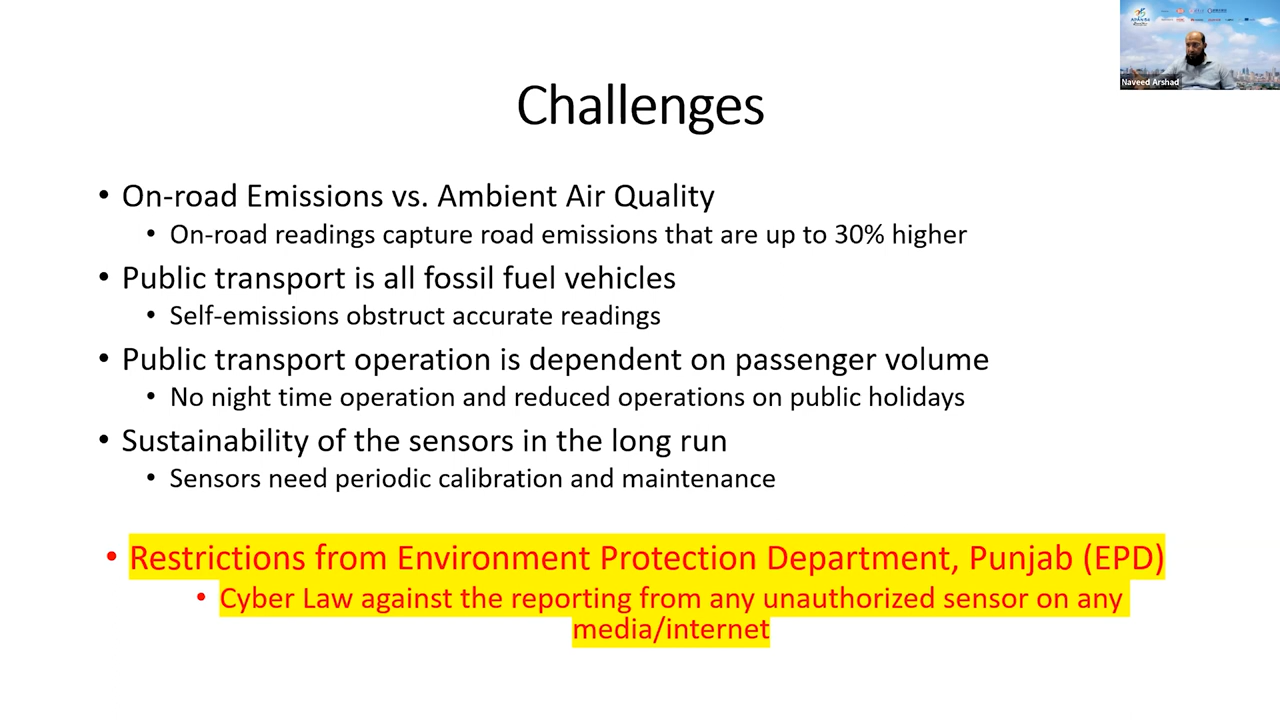 Challenges
• On-road Emissions vs. Ambient Air Quality
• On-road readings capture road emissions that are up to 30% higher
• Public transport is all fossil fuel vehicles
• Self-emissions obstruct accurate readings
• Public transport operation is dependent on passenger volume
• No night time operation and reduced operations on public holidays
• Sustainability of the sensors in the long run
• Sensors need periodic calibration and maintenance
• Restrictions from Environment Protection Department, Punjab (EPD)
• Cyber Law against the reporting from any unauthorized sensor on any
media/internet
Naveed Arshad